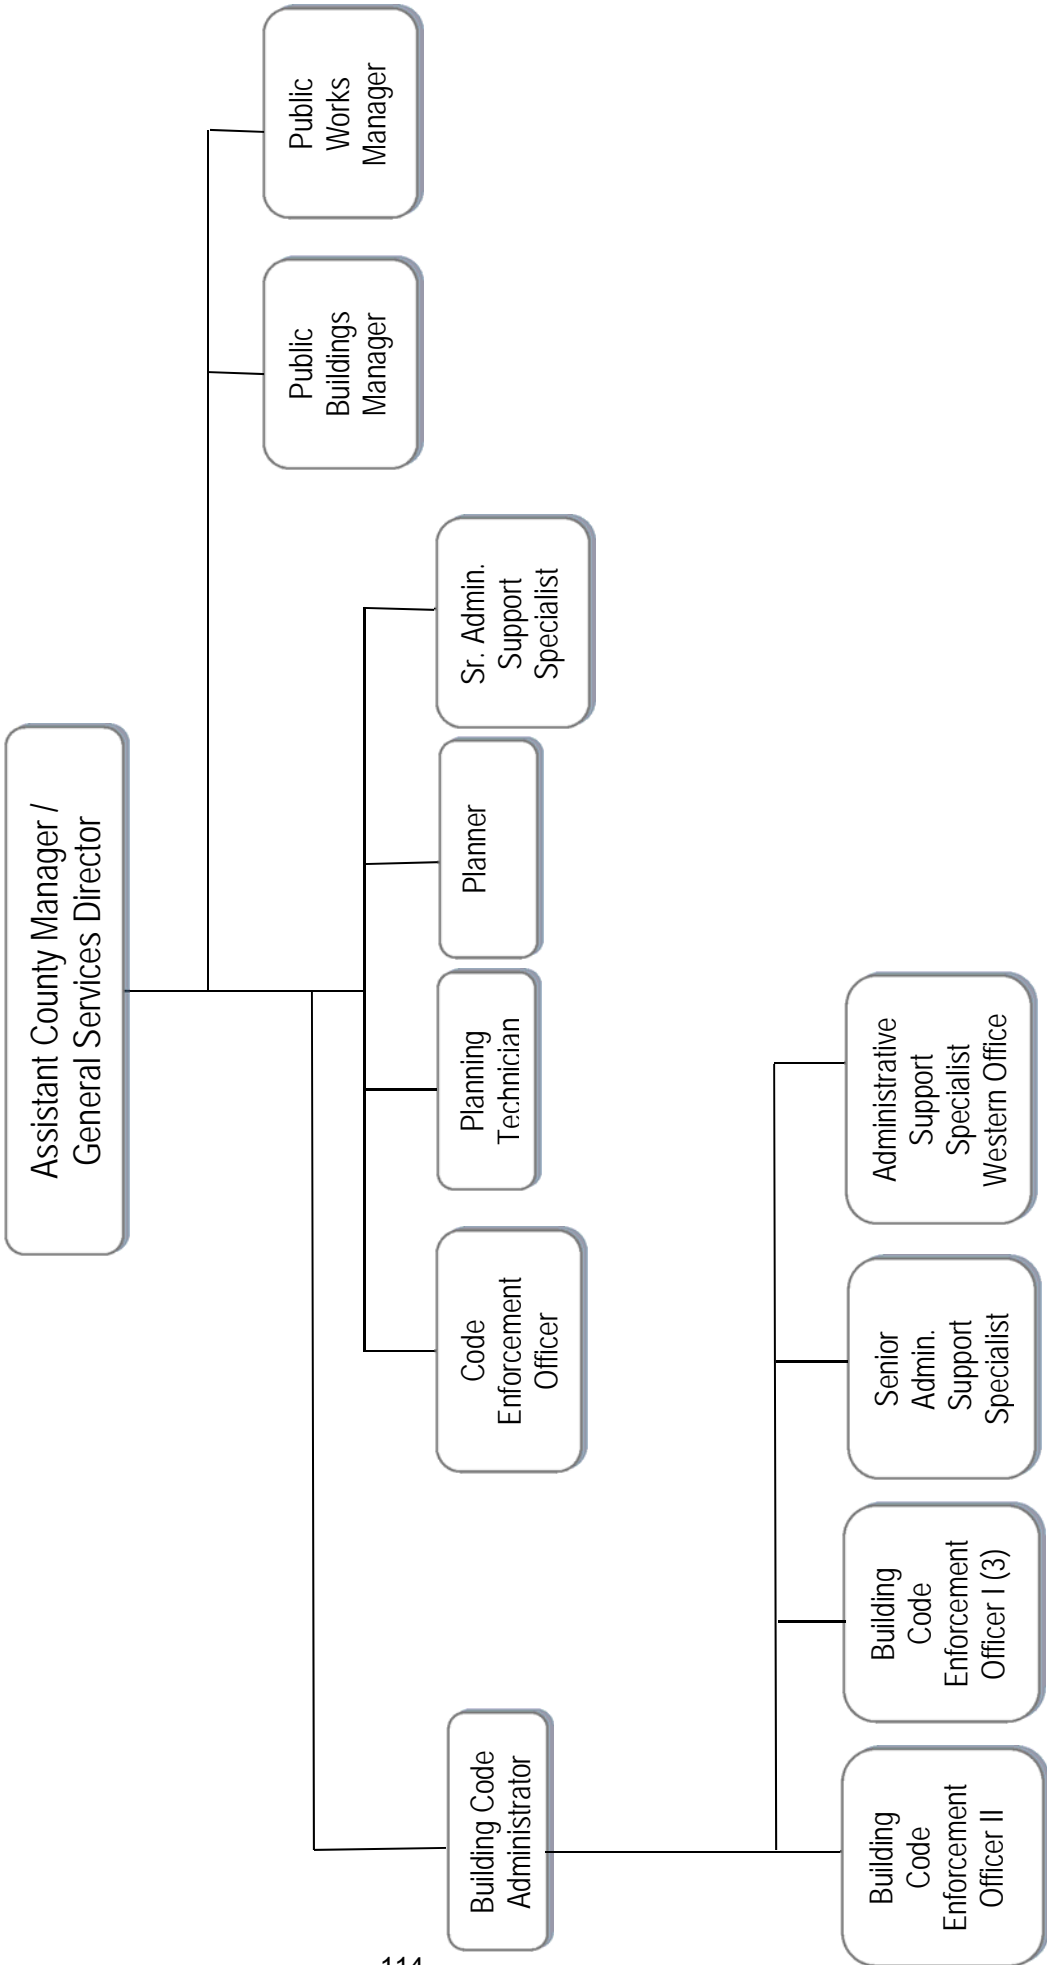 Assistant County Manager /
General Services Director
Public
Works
Manager
Public
Buildings
Manager
Sr. Admin.
Support
Specialist
Planner
Planning
Technician
Code
Enforcement
Officer
Building Code
Administrator
Building
Code
Enforcement
Officer II
Building
Code
Enforcement
Officer I (3)
Senior
Admin.
Support
Specialist
Administrative
Support
Specialist
Western Office
114